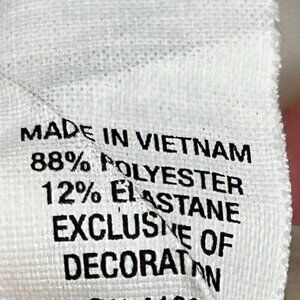 MADE IN VIETNAM
88% POLYESTER
12% ELASTANE
EXCLUSIVE OF
DECORATION